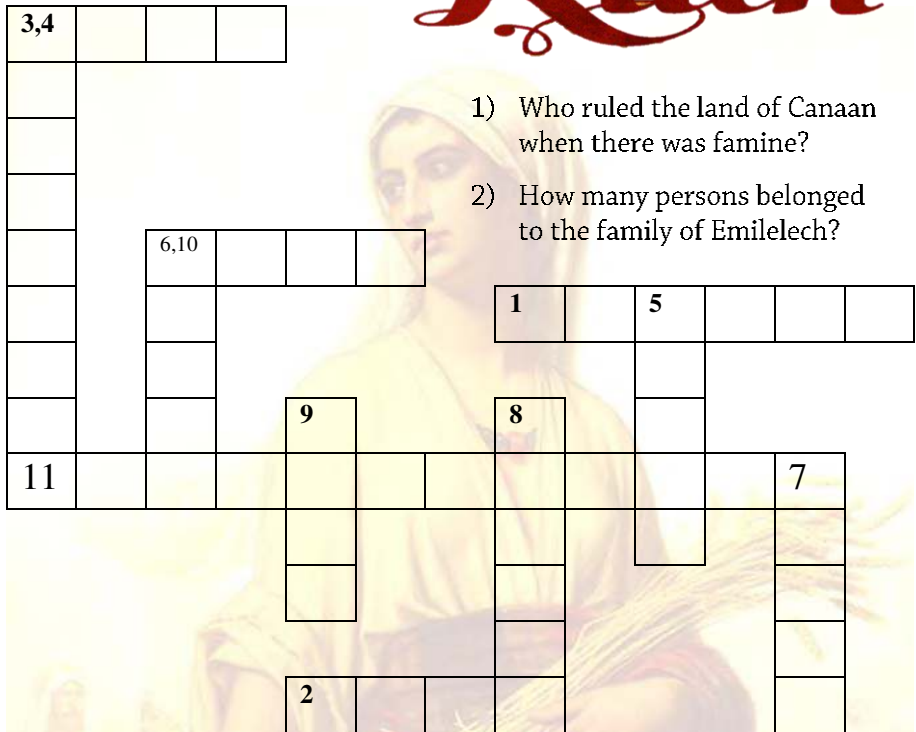 Ruth
3,4
1) Who ruled the land of Canaan
when there was famine?
2) How many persons belonged
to the family of Emilelech?
6,10
1 5
9 8
11 7
2